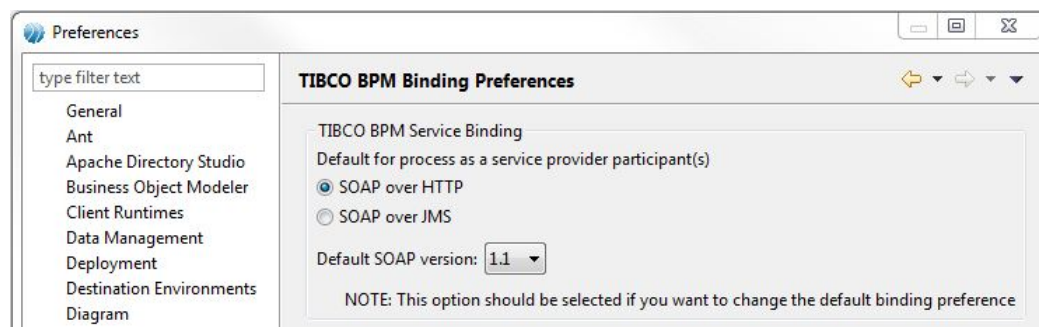 Preferences
type filter text
General
Ant
Apache Directory Studio
Business Object Modeler
Client Runtimes
Data Management
Deployment
Destination Environments
Diagram
TIBCO BPM Binding Preferences
TIBCO BPM Service Binding
Default for process as a service provider participant(s)
SOAP over HTTP
SOAP over JMS
Default SOAP version: 1.1
NOTE: This option should be selected if you want to change the default binding preference